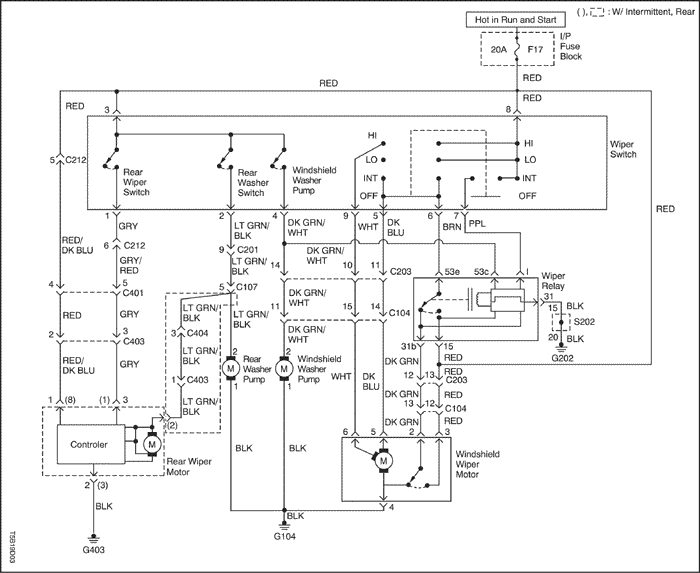 Hot in Run and Start
( ), : W/ Intermittent, Rear
20A F17
I/P
Fuse
Block
RED
RED
RED
RED
3
8
Wiper
Switch
HI
LO
INT
OFF
HI
LO
INT
OFF
5 C212
Rear
Wiper
Switch
Rear
Washer
Switch
Windshield
Washer
Pump
RED
1
2
4
9
5
6
7
GRY
LT GRN/
BLK
DK GRN/
WHT
WHT
DK
BLU
BRN
PPL
6 C212
9 C201
DK GRN/
WHT
RED/
DK BLU
GRY/
RED
LT GRN/
BLK
14
10
11
C203
53e
53c
I
Wiper
Relay
4
5
C401
5 C107
DK GRN/
WHT
31
15
BLK
S202
20
BLK
G202
RED
GRY
LT GRN/
BLK
11
15
14
C104
2
3
C403
3 C404
DK GRN/
WHT
31b
15
RED/
DK BLU
GRY
LT GRN/
BLK
2
M
1
Rear
Washer
Pump
2
M
1
Windshield
Washer
Pump
WHT
DK
BLU
DK GRN
RED
RED
12
13
C203
1 C403
DK GRN
RED
13
12
C104
LT GRN/
BLK
DK GRN
RED
1 (8)
(1) 3
(2)
6
5
2
3
Controler
M
Rear Wiper
Motor
BLK
BLK
M
Windshield
Wiper
Motor
2 (3)
4
BLK
BLK
G403
G104
TSB19D03